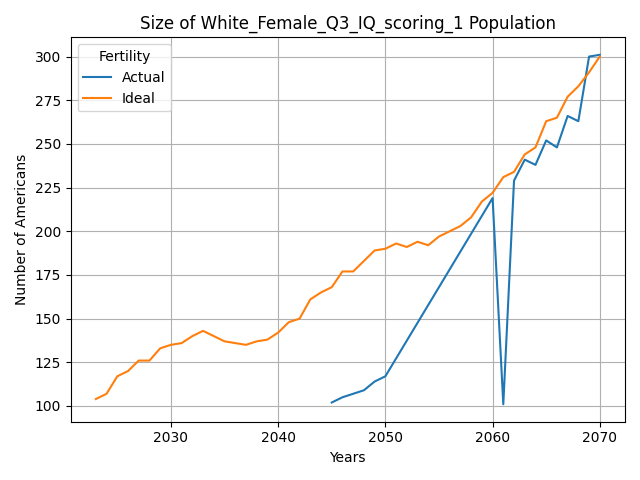 Size of White_Female_Q3_IQ_scoring_1 Population
Fertility
Actual
Ideal
Number of Americans
300
275
250
225
200
175
150
125
100
2030 2040 2050 2060 2070
Years